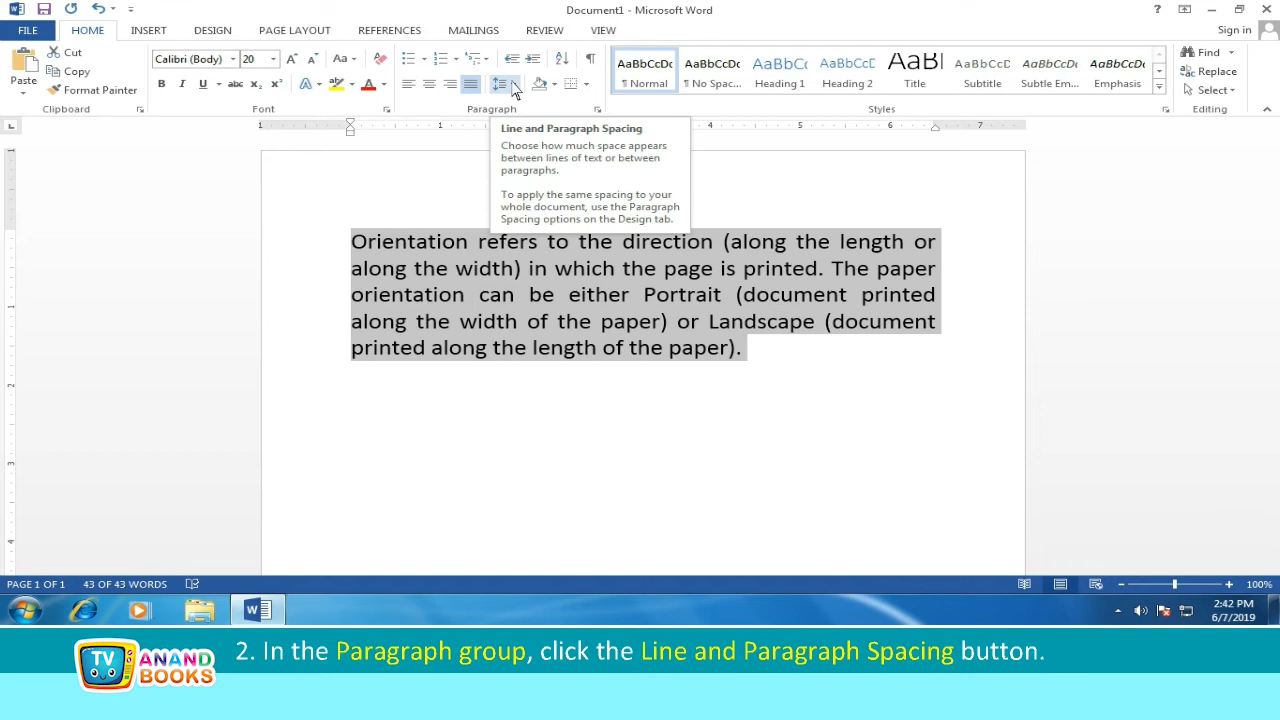 Document1 - Microsoft Word
?
FILE
HOME
INSERT
DESIGN
PAGE LAYOUT
REFERENCES
MAILINGS
REVIEW
VIEW
Sign in
Paste
Cut
Copy
Format Painter
Clipboard
Calibri (Body)
20
Font
Paragraph
AaBbCcDc
¶ Normal
AaBbCcDc
¶ No Spac...
AaBbCc
Heading 1
AaBbCcD
Heading 2
AaBb
Title
AaBbCcD
Subtitle
AaBbCcDc
Subtle Em...
AaBbCcDc
Emphasis
Styles
Find
Replace
Select
Editing
Line and Paragraph Spacing
Choose how much space appears
between lines of text or between
paragraphs.
To apply the same spacing to your
whole document, use the Paragraph
Spacing options on the Design tab.
Orientation refers to the direction (along the length or
along the width) in which the page is printed. The paper
orientation can be either Portrait (document printed
along the width of the paper) or Landscape (document
printed along the length of the paper).
PAGE 1 OF 1
43 OF 43 WORDS
100%
2:42 PM
6/7/2019
TV
ANAND
BOOKS
2. In the Paragraph group, click the Line and Paragraph Spacing button.